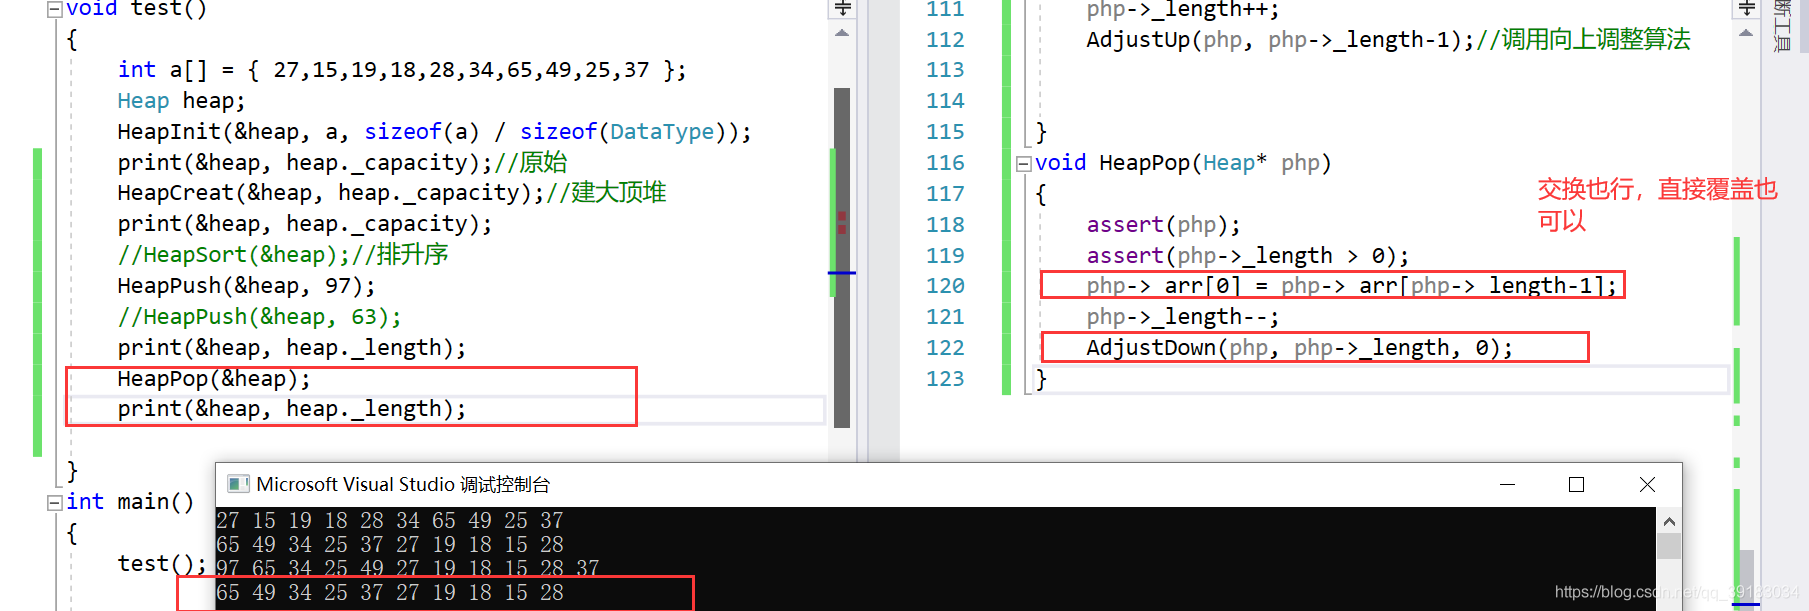 void test()
{
int a[] = { 27,15,19,18,28,34,65,49,25,37 };
Heap heap;
HeapInit(&heap, a, sizeof(a) / sizeof(DataType));
print(&heap, heap._capacity);//原始
HeapCreat(&heap, heap._capacity);//建大顶堆
print(&heap, heap._capacity);
//HeapSort(&heap);//排升序
HeapPush(&heap, 97);
//HeapPush(&heap, 63);
print(&heap, heap._length);
HeapPop(&heap);
print(&heap, heap._length);
}
int main()
{
test();
111 php->_length++;
112 AdjustUp(php, php->_length-1);//调用向上调整算法
113
114
115 }
116 void HeapPop(Heap* php)
117 {
118 assert(php);
119 assert(php->_length > 0);
120 php->_arr[0] = php->_arr[php->_length-1];
121 php->_length--;
122 AdjustDown(php, php->_length, 0);
123 }
交换也行，直接覆盖也
可以
断工具
Microsoft Visual Studio 调试控制台
27 15 19 18 28 34 65 49 25 37
65 49 34 25 37 27 19 18 15 28
97 65 34 25 49 27 19 18 15 28 37
65 49 34 25 37 27 19 18 15 28
https://blog.csdn.net/qq_39183034